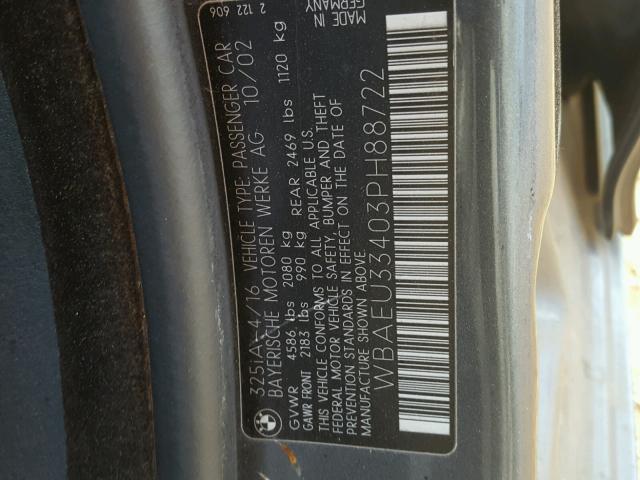 325iA-4/16 VEHICLE TYPE: PASSENGER CAR
BAYERISCHE MOTOREN WERKE AG 10/02
GVWR 4586 lbs 2080 kg REAR 2469 lbs 1120 kg
GAWR FRONT 2183 lbs 990 kg
THIS VEHICLE CONFORMS TO ALL APPLICABLE U.S.
FEDERAL MOTOR VEHICLE SAFETY, BUMPER AND THEFT
PREVENTION STANDARDS IN EFFECT ON THE DATE OF
MANUFACTURE SHOWN ABOVE
WBAEU33403PH88722
2 122 606
MADE IN
GERMANY